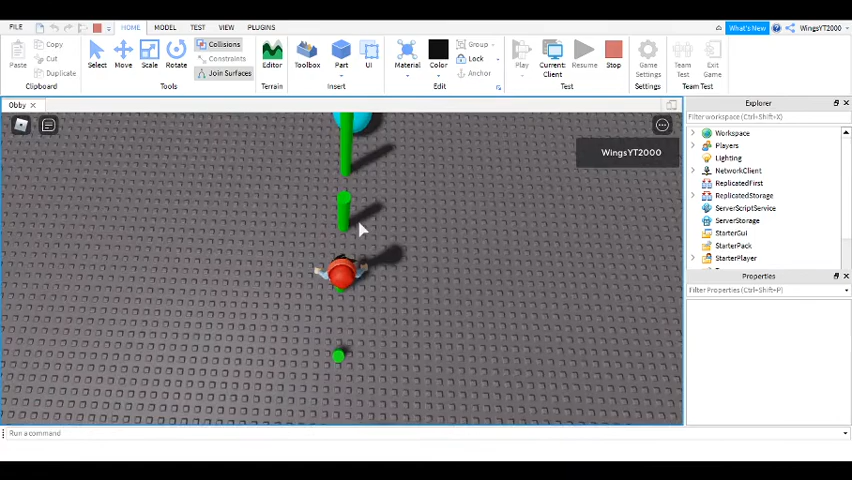 FILE HOME MODEL TEST VIEW PLUGINS What's New WingsYT2000
Paste Copy Cut Duplicate
Select Move Scale Rotate
Collisions Constraints Join Surfaces
Editor Toolbox Part UI
Material Color Group Lock Anchor
Play Current: Client Resume Stop
Game Settings Team Test Exit Game
Clipboard Tools Terrain Insert Edit Test Settings Team Test
Obby
WingsYT2000
Explorer
Filter workspace (Ctrl+Shift+X)
Workspace
Players
Lighting
NetworkClient
ReplicatedFirst
ReplicatedStorage
ServerScriptService
ServerStorage
StarterGui
StarterPack
StarterPlayer
Properties
Filter Properties (Ctrl+Shift+P)
Run a command